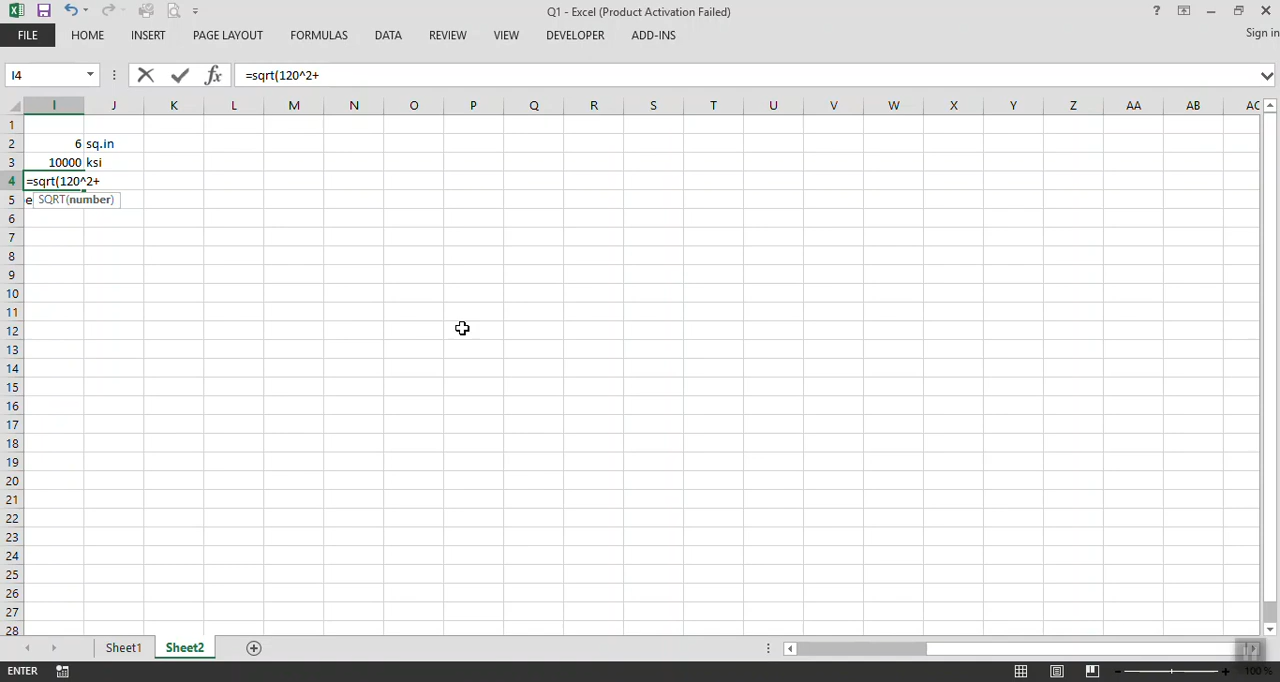 Q1 - Excel (Product Activation Failed)
?
FILE HOME INSERT PAGE LAYOUT FORMULAS DATA REVIEW VIEW DEVELOPER ADD-INS Sign in
I4 fx =sqrt(120^2+
I J K L M N O P Q R S T U V W X Y Z AA AB AC
1
2 6 sq.in
3 10000 ksi
4 =sqrt(120^2+
5 e SQRT(number)
6
7
8
9
10
11
12
13
14
15
16
17
18
19
20
21
22
23
24
25
26
27
28
Sheet1 Sheet2
ENTER 100%